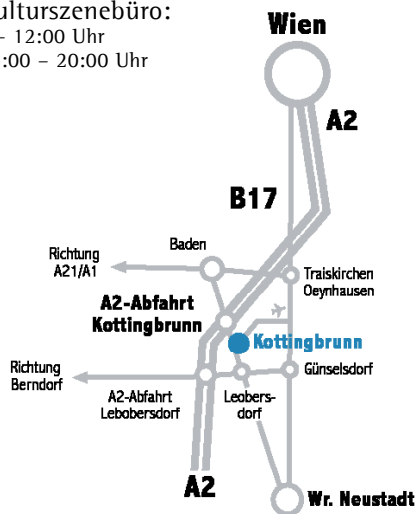 ulturszenebüro:
– 12:00 Uhr
:00 – 20:00 Uhr
Wien
A2
B17
Baden
Richtung
A21/A1
Traiskirchen
Oeynhausen
A2-Abfahrt
Kottingbrunn
Kottingbrunn
Richtung
Berndorf
A2-Abfahrt
Lebobersdorf
Leobers-
dorf
Günselsdorf
A2
Wr. Neustadt